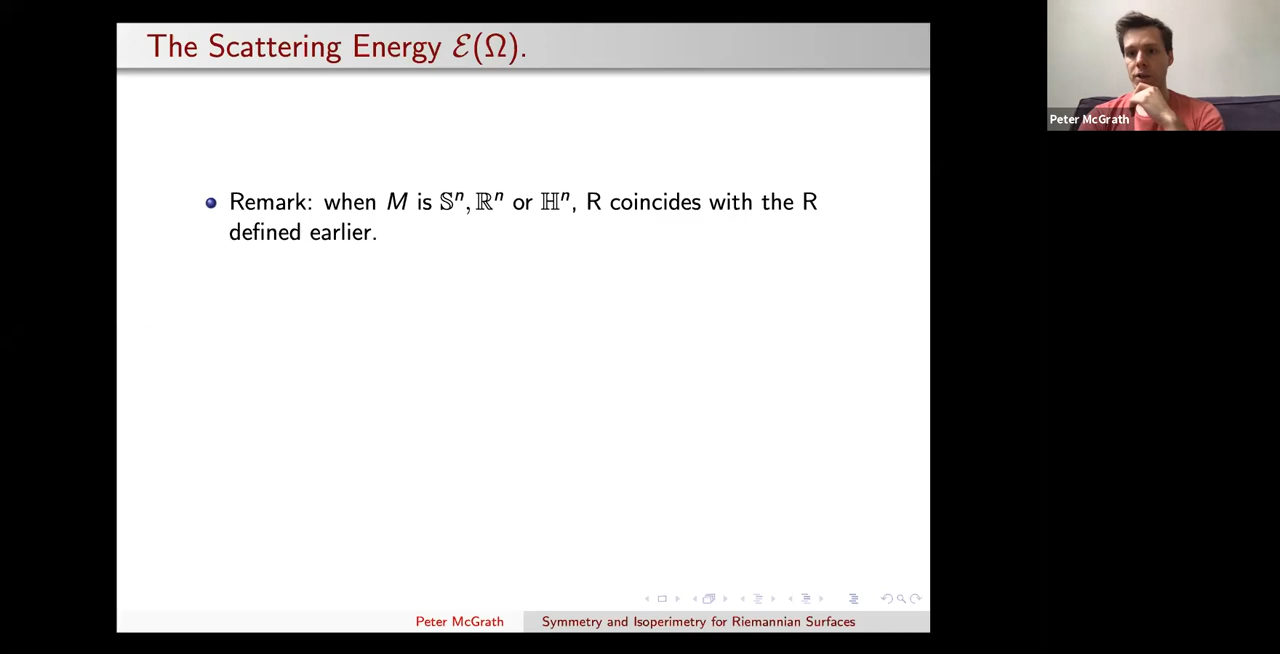 The Scattering Energy ℰ(Ω).
Peter McGrath
Remark: when M is 𝕊ⁿ, ℝⁿ or ℍⁿ, R coincides with the R
defined earlier.
Peter McGrath
Symmetry and Isoperimetry for Riemannian Surfaces